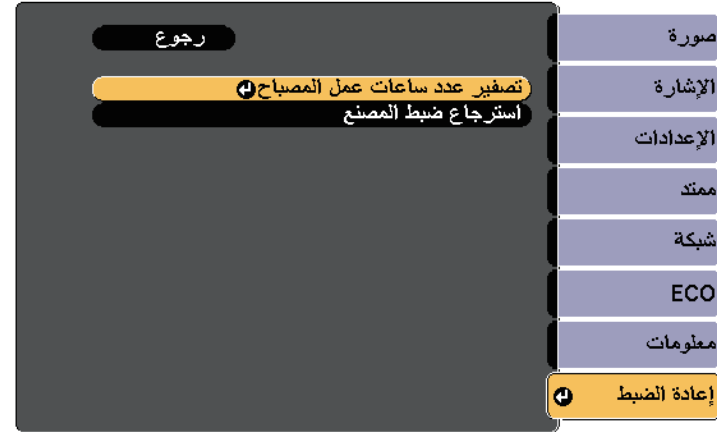 صورة
الإشارة
الإعدادات
ممتد
شبكة
ECO
معلومات
إعادة الضبط
رجوع
تصفير عدد ساعات عمل المصباح
استرجاع ضبط المصنع